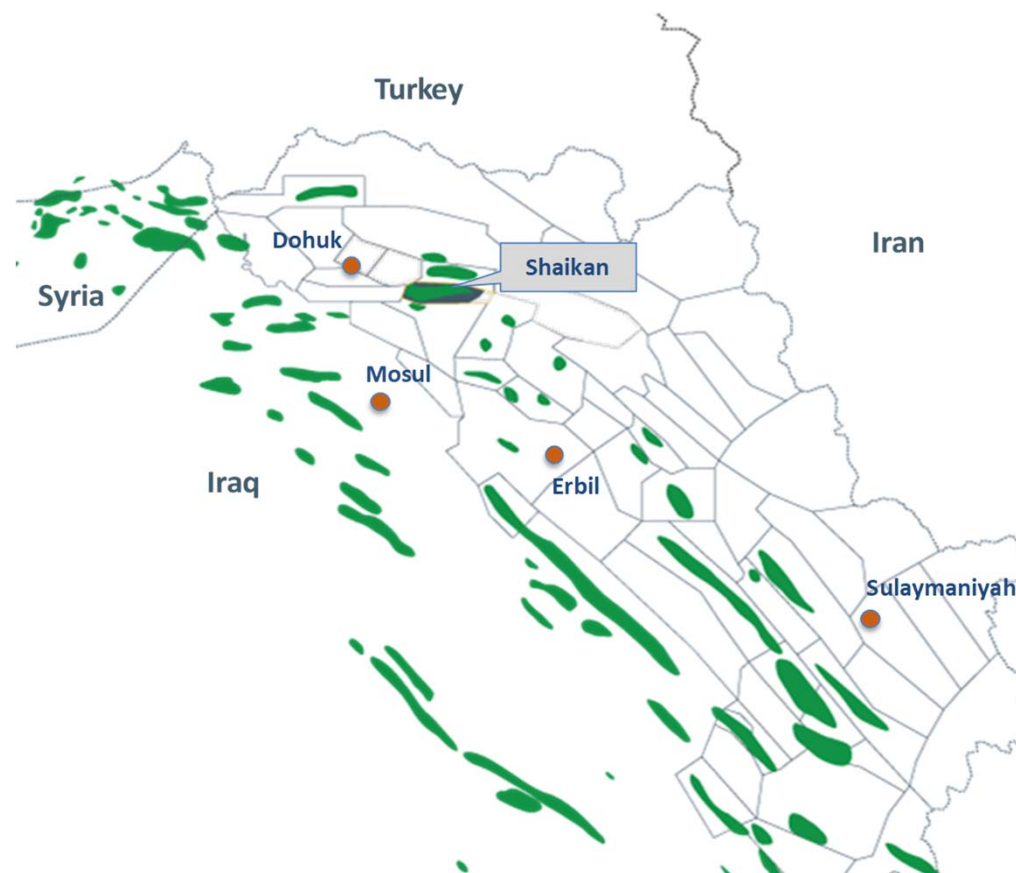 Turkey
Iran
Dohuk
Shaikan
Syria
Mosul
Iraq
Erbil
Sulaymaniyah